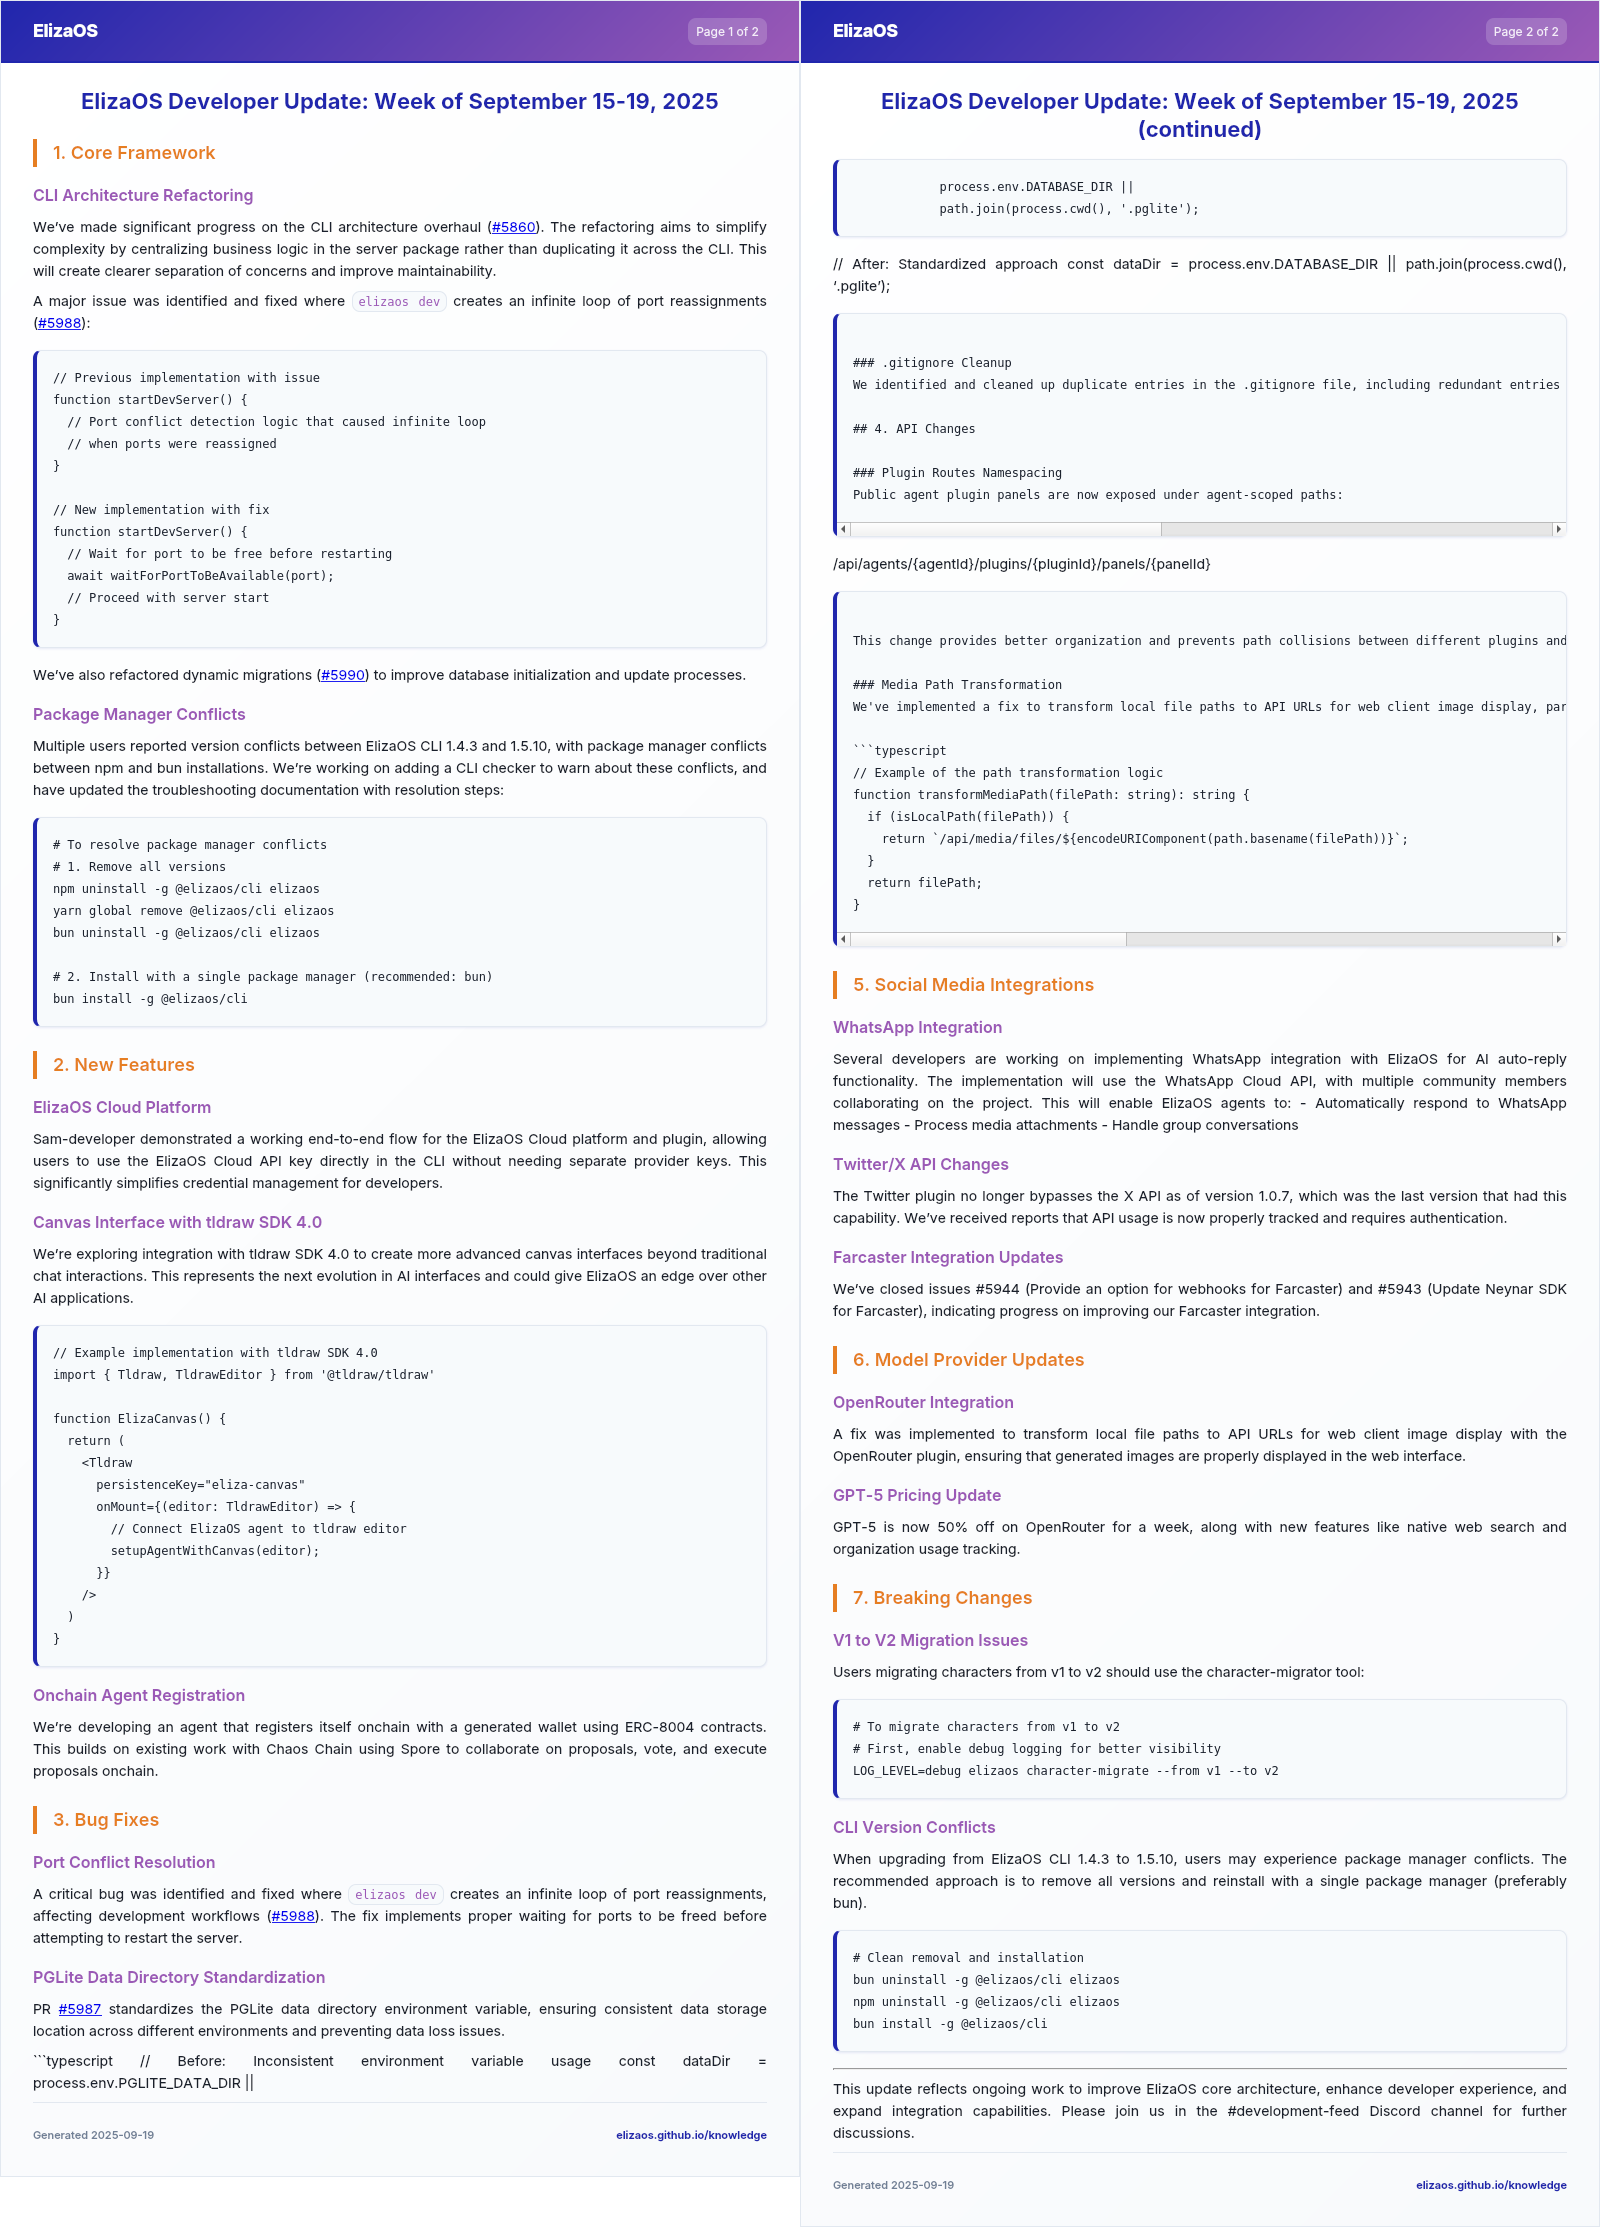 ElizaOS
Page 1 of 2
ElizaOS Developer Update: Week of September 15-19, 2025
1. Core Framework
CLI Architecture Refactoring
We've made significant progress on the CLI architecture overhaul (#5860). The refactoring aims to simplify
complexity by centralizing business logic in the server package rather than duplicating it across the CLI. This
will create clearer separation of concerns and improve maintainability.
A major issue was identified and fixed where elizaos dev creates an infinite loop of port reassignments
(#5988):
// Previous implementation with issue
function startDevServer() {
  // Port conflict detection logic that caused infinite loop
  // when ports were reassigned
}
// New implementation with fix
function startDevServer() {
  // Wait for port to be free before restarting
  await waitForPortToBeAvailable(port);
  // Proceed with server start
}
We've also refactored dynamic migrations (#5990) to improve database initialization and update processes.
Package Manager Conflicts
Multiple users reported version conflicts between ElizaOS CLI 1.4.3 and 1.5.10, with package manager conflicts
between npm and bun installations. We're working on adding a CLI checker to warn about these conflicts, and
have updated the troubleshooting documentation with resolution steps:
# To resolve package manager conflicts
# 1. Remove all versions
npm uninstall -g @elizaos/cli elizaos
yarn global remove @elizaos/cli elizaos
bun uninstall -g @elizaos/cli elizaos
# 2. Install with a single package manager (recommended: bun)
bun install -g @elizaos/cli
2. New Features
ElizaOS Cloud Platform
Sam-developer demonstrated a working end-to-end flow for the ElizaOS Cloud platform and plugin, allowing
users to use the ElizaOS Cloud API key directly in the CLI without needing separate provider keys. This
significantly simplifies credential management for developers.
Canvas Interface with tldraw SDK 4.0
We're exploring integration with tldraw SDK 4.0 to create more advanced canvas interfaces beyond traditional
chat interactions. This represents the next evolution in AI interfaces and could give ElizaOS an edge over other
AI applications.
// Example implementation with tldraw SDK 4.0
import { Tldraw, TldrawEditor } from '@tldraw/tldraw'
function ElizaCanvas() {
  return (
    <Tldraw
      persistenceKey="eliza-canvas"
      onMount={(editor: TldrawEditor) => {
        // Connect ElizaOS agent to tldraw editor
        setupAgentWithCanvas(editor);
      }}
    />
  )
}
Onchain Agent Registration
We're developing an agent that registers itself onchain with a generated wallet using ERC-8004 contracts.
This builds on existing work with Chaos Chain using Spore to collaborate on proposals, vote, and execute
proposals onchain.
3. Bug Fixes
Port Conflict Resolution
A critical bug was identified and fixed where elizaos dev creates an infinite loop of port reassignments,
affecting development workflows (#5988). The fix implements proper waiting for ports to be freed before
attempting to restart the server.
PGLite Data Directory Standardization
PR #5987 standardizes the PGLite data directory environment variable, ensuring consistent data storage
location across different environments and preventing data loss issues.
```typescript // Before: Inconsistent environment variable usage const dataDir =
process.env.PGLITE_DATA_DIR ||
Generated 2025-09-19
elizaos.github.io/knowledge
ElizaOS
Page 2 of 2
ElizaOS Developer Update: Week of September 15-19, 2025
(continued)
process.env.DATABASE_DIR ||
path.join(process.cwd(), '.pglite');
// After: Standardized approach const dataDir = process.env.DATABASE_DIR || path.join(process.cwd(),
'.pglite');
### .gitignore Cleanup
We identified and cleaned up duplicate entries in the .gitignore file, including redundant entries
## 4. API Changes
### Plugin Routes Namespacing
Public agent plugin panels are now exposed under agent-scoped paths:
/api/agents/{agentId}/plugins/{pluginId}/panels/{panelId}
This change provides better organization and prevents path collisions between different plugins and
### Media Path Transformation
We've implemented a fix to transform local file paths to API URLs for web client image display, par
```typescript
// Example of the path transformation logic
function transformMediaPath(filePath: string): string {
  if (isLocalPath(filePath)) {
    return `/api/media/files/${encodeURIComponent(path.basename(filePath))}`;
  }
  return filePath;
}
5. Social Media Integrations
WhatsApp Integration
Several developers are working on implementing WhatsApp integration with ElizaOS for AI auto-reply
functionality. The implementation will use the WhatsApp Cloud API, with multiple community members
collaborating on the project. This will enable ElizaOS agents to: - Automatically respond to WhatsApp
messages - Process media attachments - Handle group conversations
Twitter/X API Changes
The Twitter plugin no longer bypasses the X API as of version 1.0.7, which was the last version that had this
capability. We've received reports that API usage is now properly tracked and requires authentication.
Farcaster Integration Updates
We've closed issues #5944 (Provide an option for webhooks for Farcaster) and #5943 (Update Neynar SDK
for Farcaster), indicating progress on improving our Farcaster integration.
6. Model Provider Updates
OpenRouter Integration
A fix was implemented to transform local file paths to API URLs for web client image display with the
OpenRouter plugin, ensuring that generated images are properly displayed in the web interface.
GPT-5 Pricing Update
GPT-5 is now 50% off on OpenRouter for a week, along with new features like native web search and
organization usage tracking.
7. Breaking Changes
V1 to V2 Migration Issues
Users migrating characters from v1 to v2 should use the character-migrator tool:
# To migrate characters from v1 to v2
# First, enable debug logging for better visibility
LOG_LEVEL=debug elizaos character-migrate --from v1 --to v2
CLI Version Conflicts
When upgrading from ElizaOS CLI 1.4.3 to 1.5.10, users may experience package manager conflicts. The
recommended approach is to remove all versions and reinstall with a single package manager (preferably
bun).
# Clean removal and installation
bun uninstall -g @elizaos/cli elizaos
npm uninstall -g @elizaos/cli elizaos
bun install -g @elizaos/cli
This update reflects ongoing work to improve ElizaOS core architecture, enhance developer experience, and
expand integration capabilities. Please join us in the #development-feed Discord channel for further
discussions.
Generated 2025-09-19
elizaos.github.io/knowledge